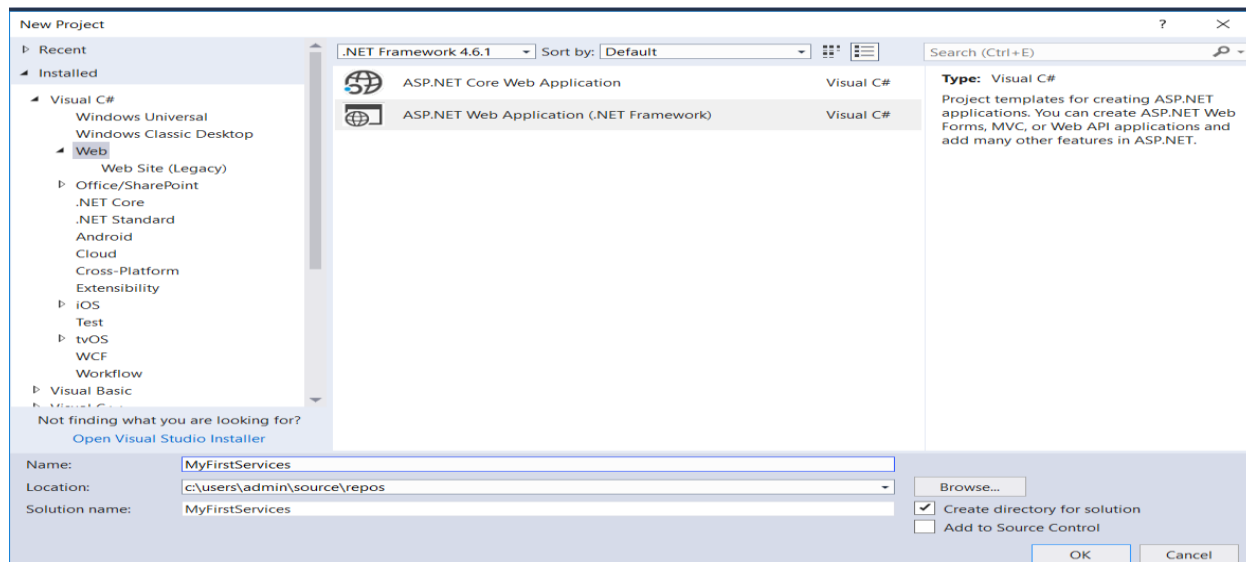 New Project
?
Recent
Installed
Visual C#
Windows Universal
Windows Classic Desktop
Web
Web Site (Legacy)
Office/SharePoint
.NET Core
.NET Standard
Android
Cloud
Cross-Platform
Extensibility
iOS
Test
tvOS
WCF
Workflow
Visual Basic
Not finding what you are looking for?
Open Visual Studio Installer
.NET Framework 4.6.1 Sort by: Default
ASP.NET Core Web Application Visual C#
ASP.NET Web Application (.NET Framework) Visual C#
Search (Ctrl+E)
Type: Visual C#
Project templates for creating ASP.NET
applications. You can create ASP.NET Web
Forms, MVC, or Web API applications and
add many other features in ASP.NET.
Name: MyFirstServices
Location: c:\users\admin\source\repos
Browse...
Solution name: MyFirstServices
Create directory for solution
Add to Source Control
OK Cancel